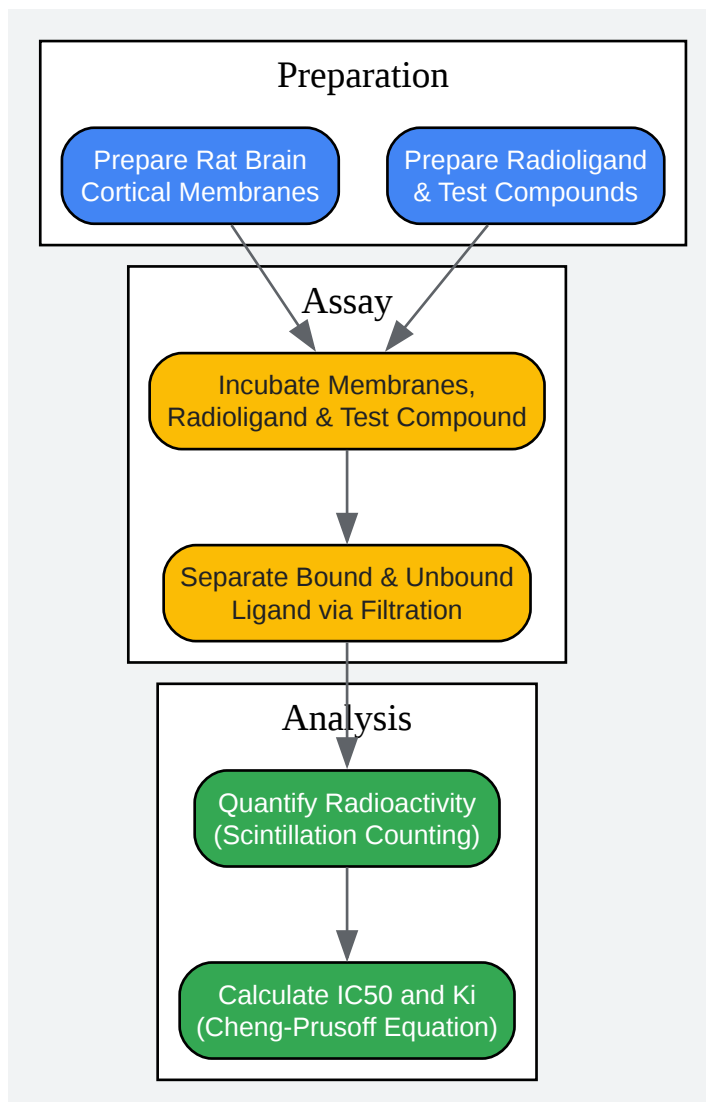 Preparation
Prepare Rat Brain
Cortical Membranes
Prepare Radioligand
& Test Compounds
Assay
Incubate Membranes,
Radioligand & Test Compound
Separate Bound & Unbound
Ligand via Filtration
Analysis
Quantify Radioactivity
(Scintillation Counting)
Calculate IC50 and Ki
(Cheng-Prusoff Equation)